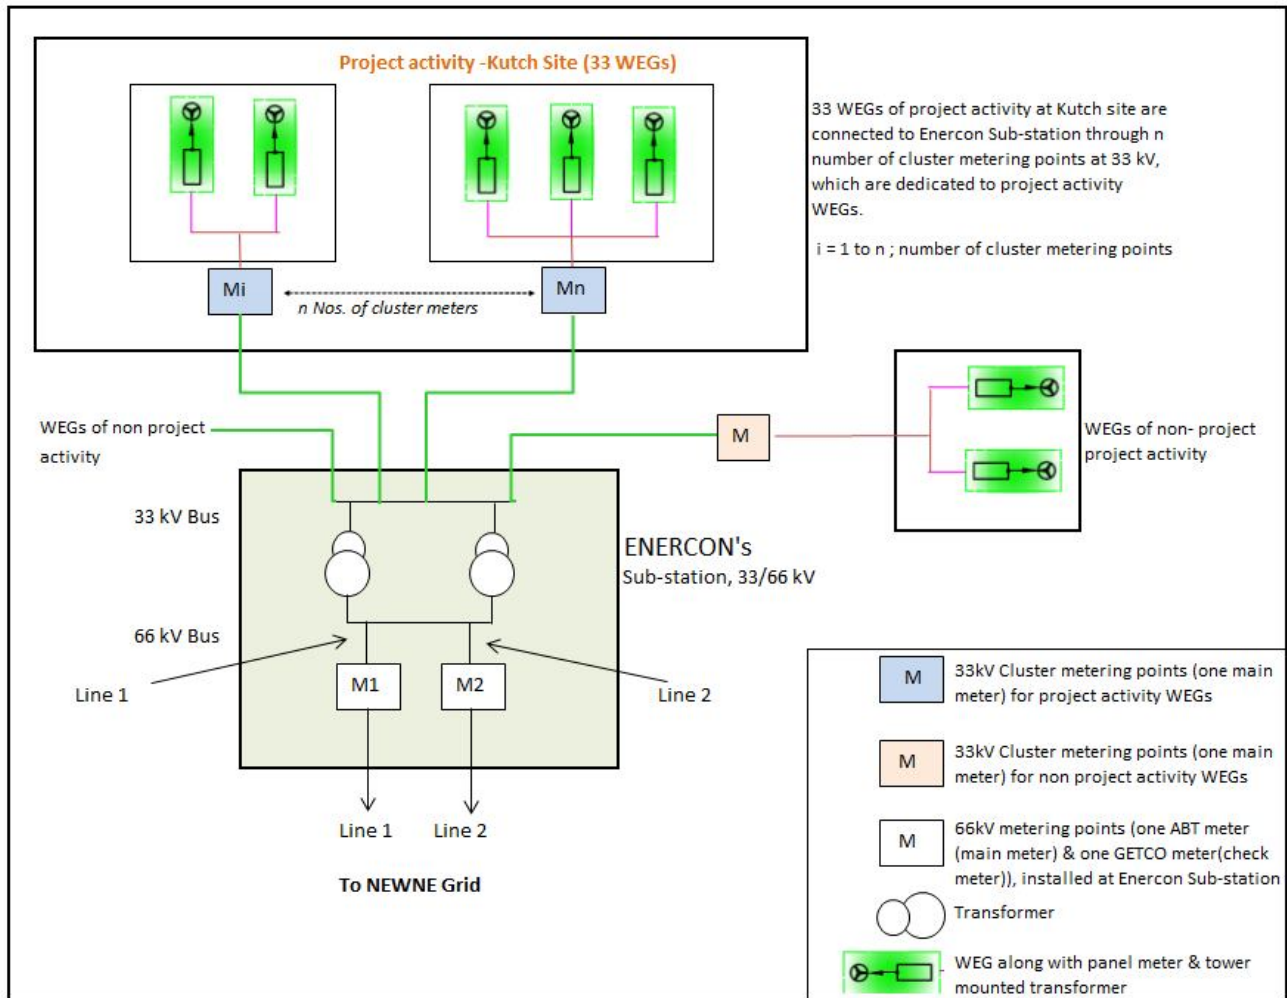 Project activity -Kutch Site (33 WEGs)
33 WEGs of project activity at Kutch site are
connected to Enercon Sub-station through n
number of cluster metering points at 33 kV,
which are dedicated to project activity
WEGs.
i = 1 to n ; number of cluster metering points
Mi
n Nos. of cluster meters
Mn
WEGs of non project
activity
M
WEGs of non- project
project activity
33 kV Bus
ENERCON's
Sub-station, 33/66 kV
66 kV Bus
Line 1
M1
M2
Line 2
Line 1
Line 2
To NEWNE Grid
M
33kV Cluster metering points (one main
meter) for project activity WEGs
M
33kV Cluster metering points (one main
meter) for non project activity WEGs
M
66kV metering points (one ABT meter
(main meter) & one GETCO meter(check
meter)), installed at Enercon Sub-station
Transformer
WEG along with panel meter & tower
mounted transformer